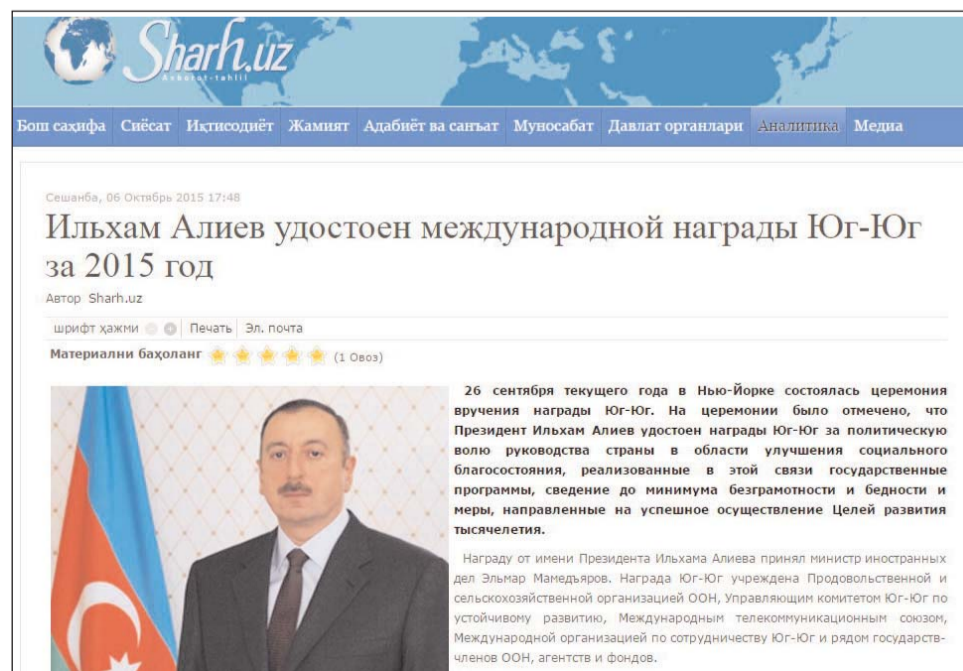 Sharh.uz
Axborot-tahlil
Бош саҳифа Сиёсат Иқтисодиёт Жамият Адабиёт ва санъат Муносабат Давлат органлари Аналитика Медиа
Сешанба, 06 Октябрь 2015 17:48
Ильхам Алиев удостоен международной награды Юг-Юг
за 2015 год
Автор Sharh.uz
шрифт ҳажми Печать Эл. почта
Материални баҳоланг (1 Овоз)
26 сентября текущего года в Нью-Йорке состоялась церемония
вручения награды Юг-Юг. На церемонии было отмечено, что
Президент Ильхам Алиев удостоен награды Юг-Юг за политическую
волю руководства страны в области улучшения социального
благосостояния, реализованные в этой связи государственные
программы, сведение до минимума безграмотности и бедности и
меры, направленные на успешное осуществление Целей развития
тысячелетия.
Награду от имени Президента Ильхама Алиева принял министр иностранных
дел Эльмар Мамедъяров. Награда Юг-Юг учреждена Продовольственной и
сельскохозяйственной организацией ООН, Управляющим комитетом Юг-Юг по
устойчивому развитию, Международным телекоммуникационным союзом,
Международной организацией по сотрудничеству Юг-Юг и рядом государств-
членов ООН, агентств и фондов.